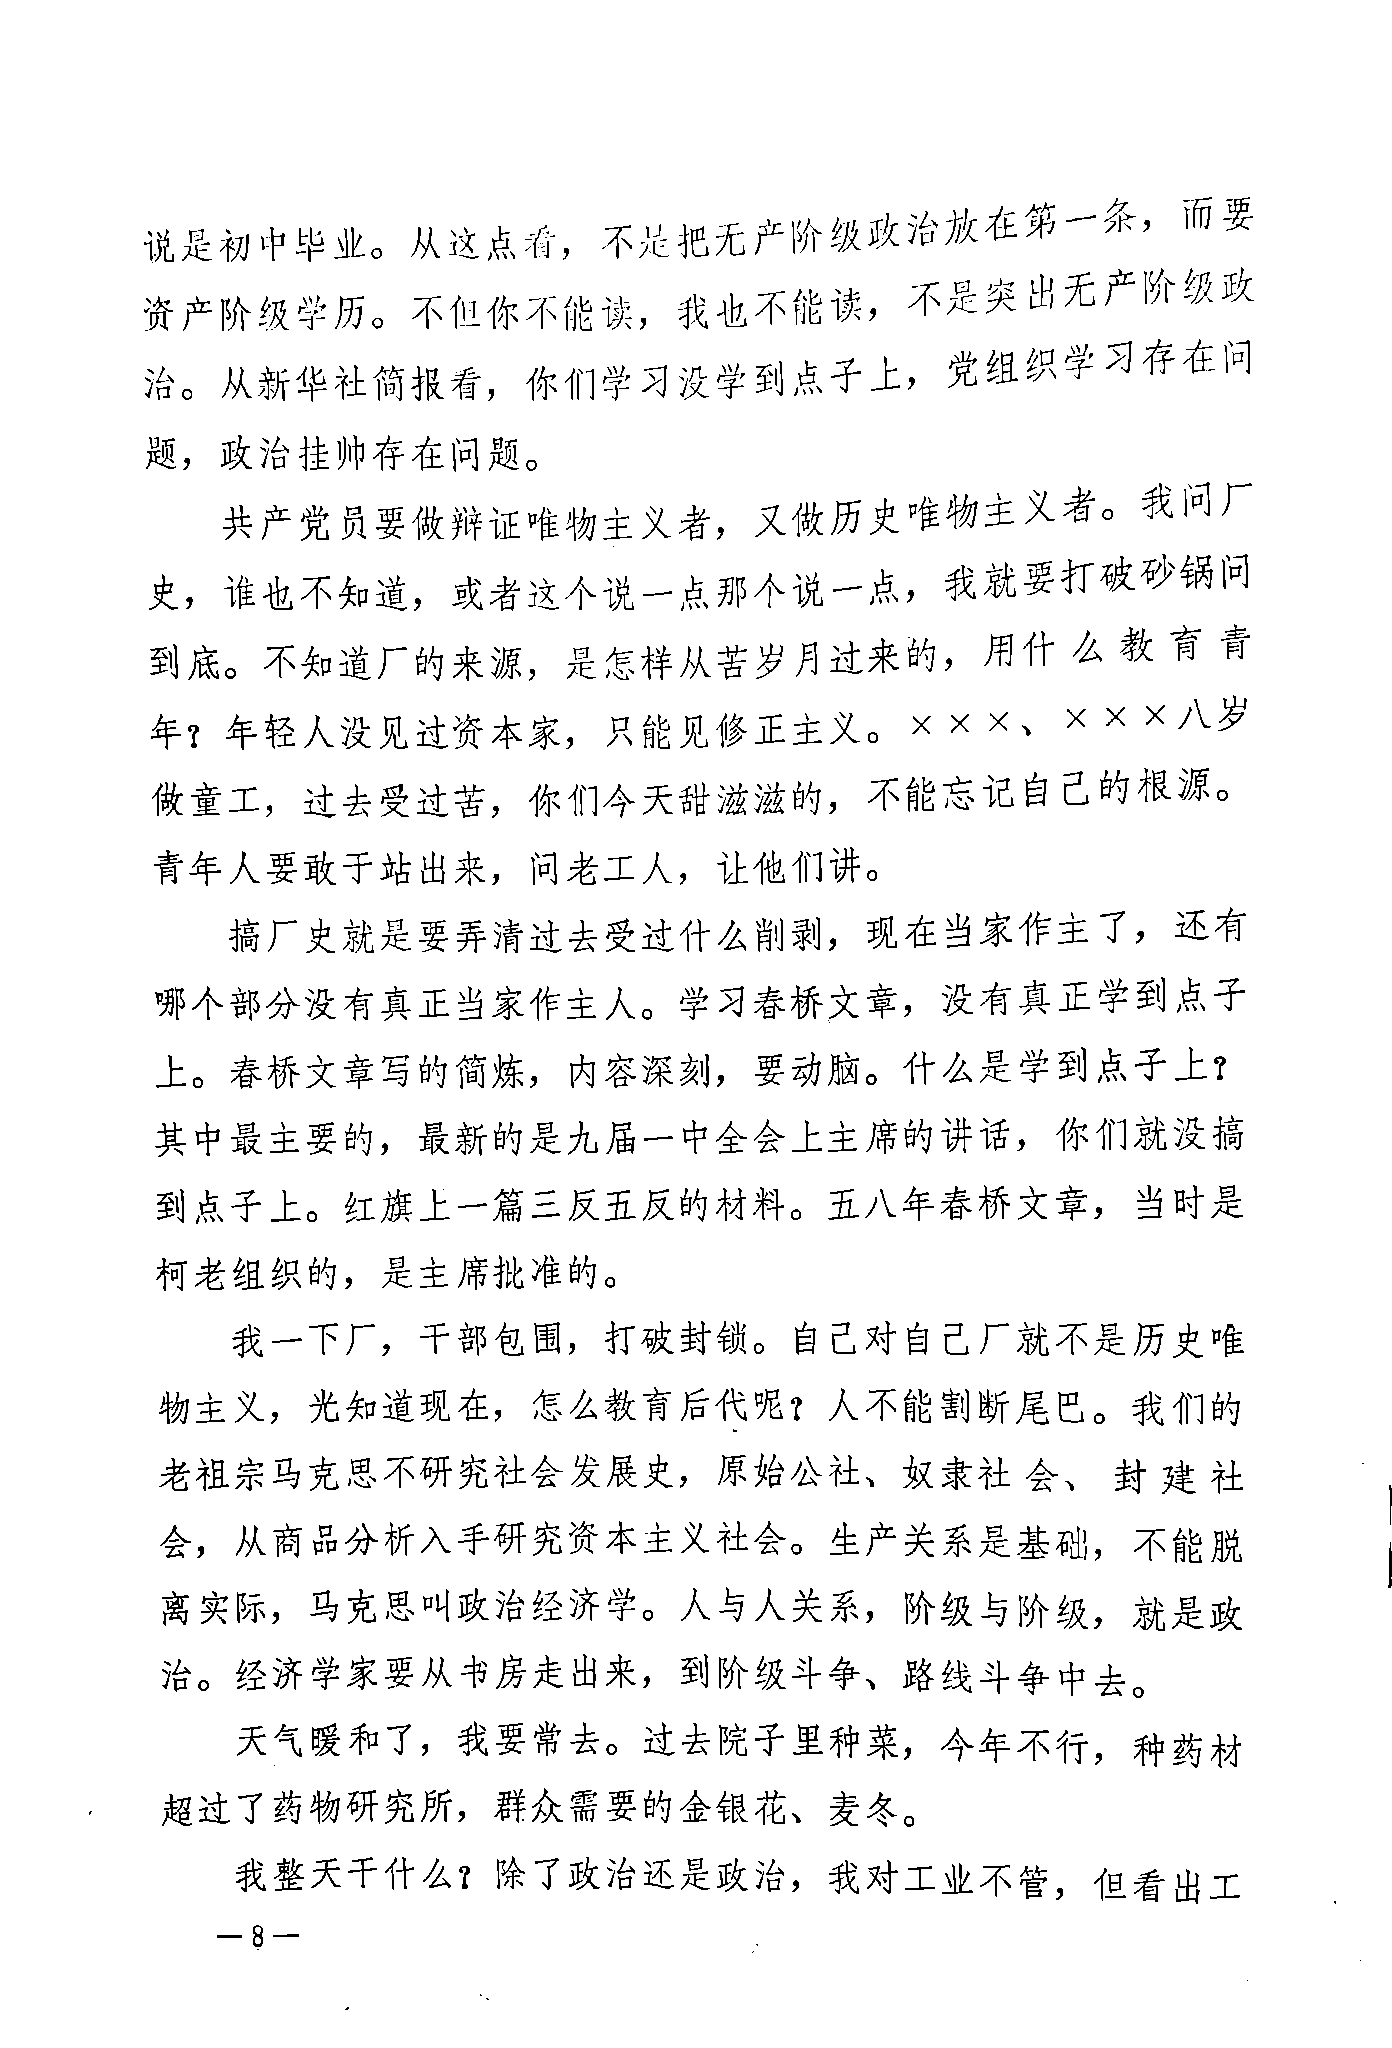 说是初中毕业。从这点看，不是把无产阶级政治放在第一条，而要
资产阶级学历。不但你不能读，我也不能读，不是突出无产阶级政
治。从新华社简报看，你们学习没学到点子上，党组织学习存在问
题，政治挂帅存在问题。
共产党员要做辩证唯物主义者，又做历史唯物主义者。我问厂
史，谁也不知道，或者这个说一点那个说一点，我就要打破砂锅问
到底。不知道厂的来源，是怎样从苦岁月过来的，用什么教育青
年？年轻人没见过资本家，只能见修正主义。×××、×××八岁
做童工，过去受过苦，你们今天甜滋滋的，不能忘记自己的根源。
青年人要敢于站出来，问老工人，让他们讲。
搞厂史就是要弄清过去受过什么削剥，现在当家作主了，还有
哪个部分没有真正当家作主人。学习春桥文章，没有真正学到点子
上。春桥文章写的简炼，内容深刻，要动脑。什么是学到点子上？
其中最主要的，最新的是九届一中全会上主席的讲话，你们就没搞
到点子上。红旗上一篇三反五反的材料。五八年春桥文章，当时是
柯老组织的，是主席批准的。
我一下厂，干部包围，打破封锁。自己对自己厂就不是历史唯
物主义，光知道现在，怎么教育后代呢？人不能割断尾巴。我们的
老祖宗马克思不研究社会发展史，原始公社、奴隶社会、封建社
会，从商品分析入手研究资本主义社会。生产关系是基础，不能脱
离实际，马克思叫政治经济学。人与人关系，阶级与阶级，就是政
治。经济学家要从书房走出来，到阶级斗争、路线斗争中去。
天气暖和了，我要常去。过去院子里种菜，今年不行，种药材
超过了药物研究所，群众需要的金银花、麦冬。
我整天干什么？除了政治还是政治，我对工业不管，但看出工
—8—